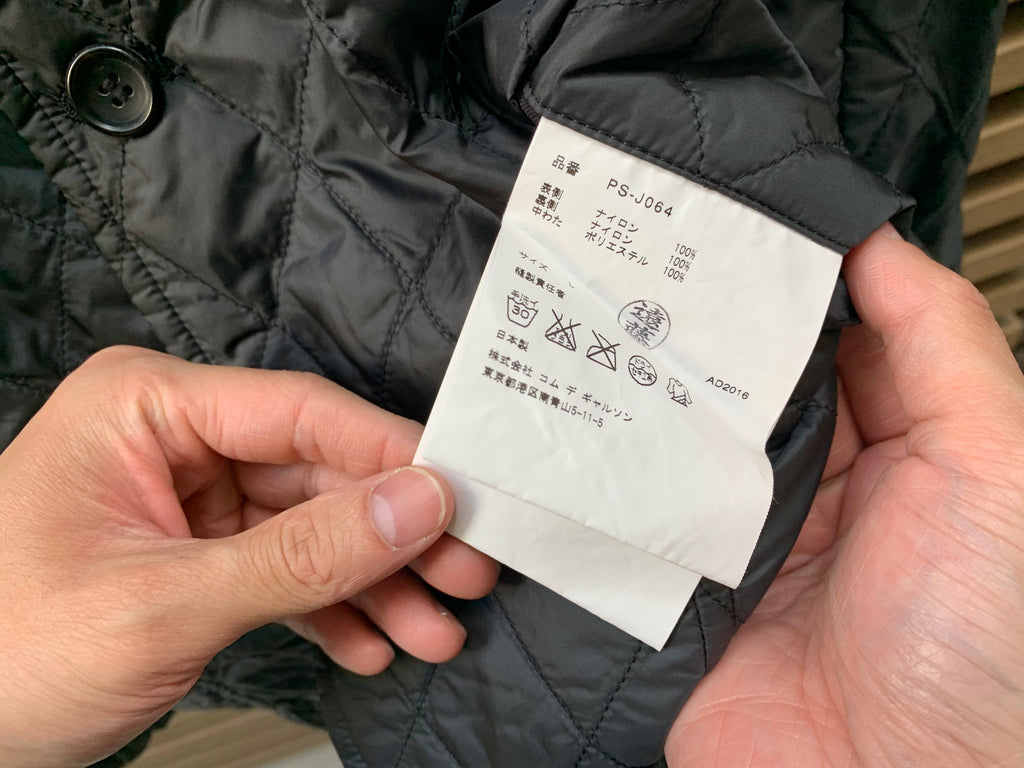 品番 PS-J064
表側 ナイロン 100%
裏側 ナイロン 100%
中わた ポリエステル 100%
サイズ L
縫製責任者
手洗イ
30
AD2016
日本製
株式会社 コム デ ギャルソン
東京都港区南青山5-11-5